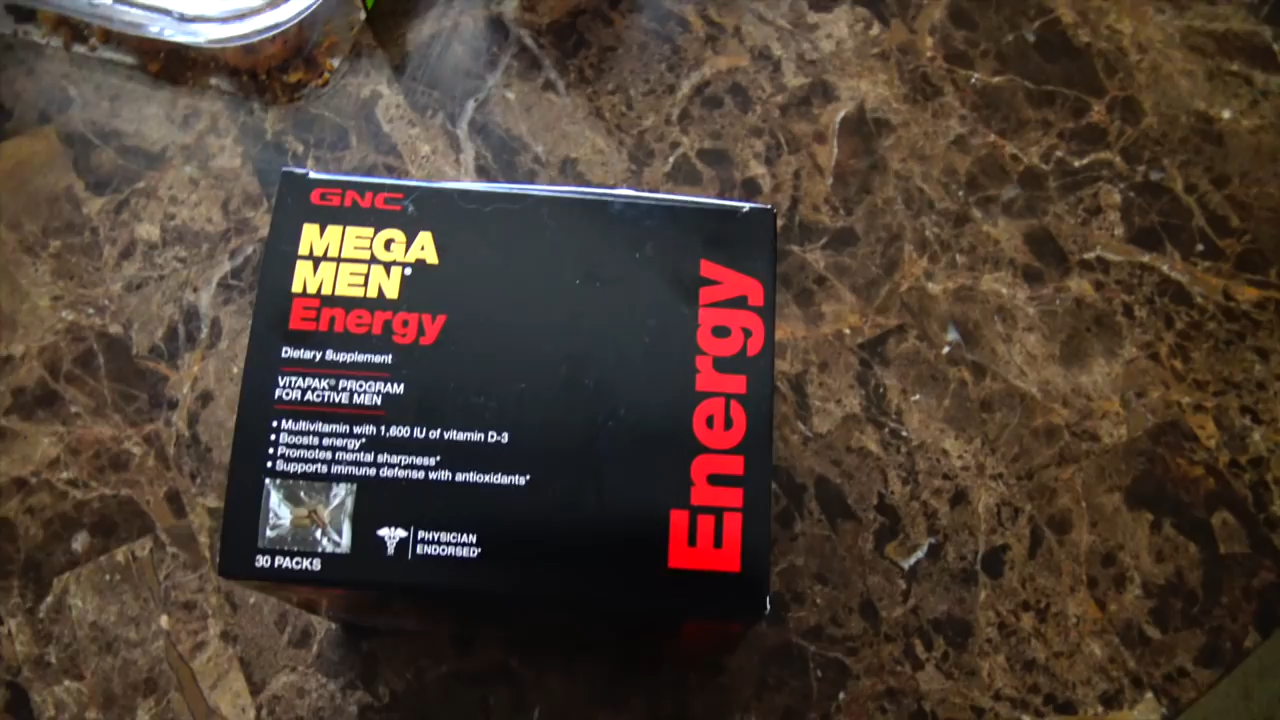 GNC
MEGA
MEN®
Energy
Dietary Supplement
VITAPAK® PROGRAM
FOR ACTIVE MEN
• Multivitamin with 1,600 IU of vitamin D-3
• Boosts energy*
• Promotes mental sharpness*
• Supports immune defense with antioxidants*
30 PACKS
PHYSICIAN
ENDORSED†
Energy